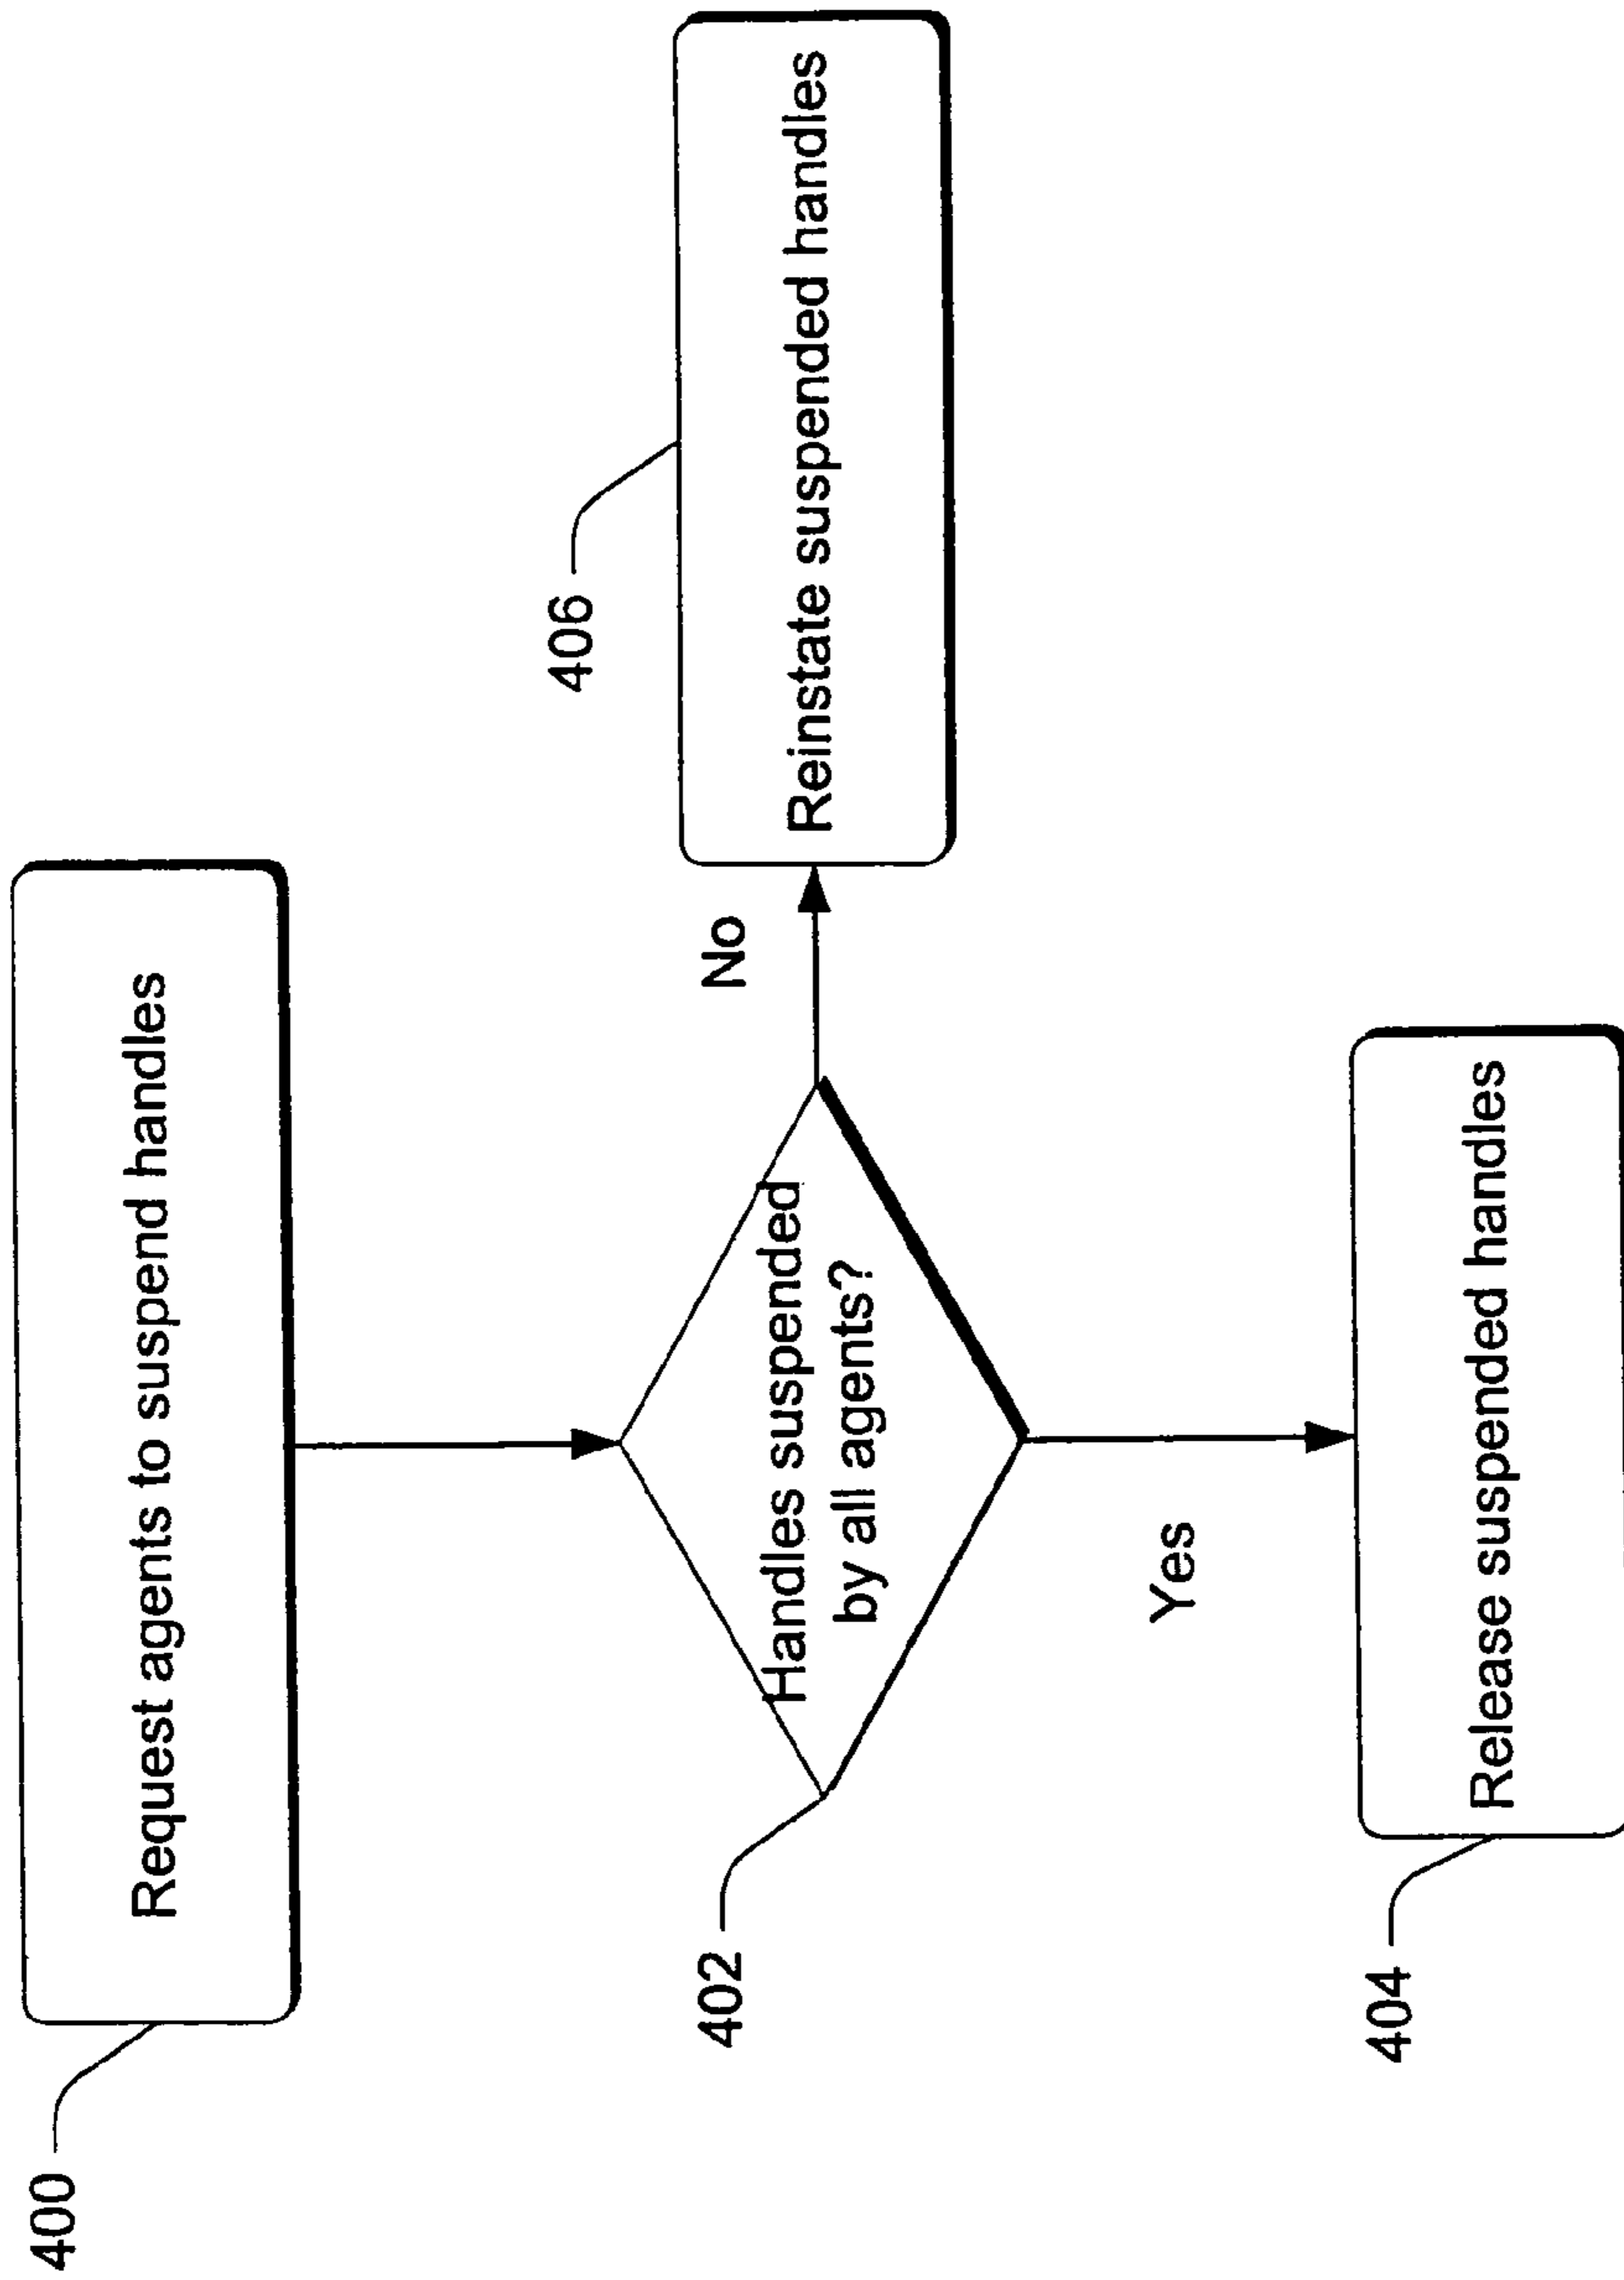 400
Request agents to suspend handles
402
Handles suspended
by all agents?
No
406
Reinstate suspended handles
Yes
404
Release suspended handles